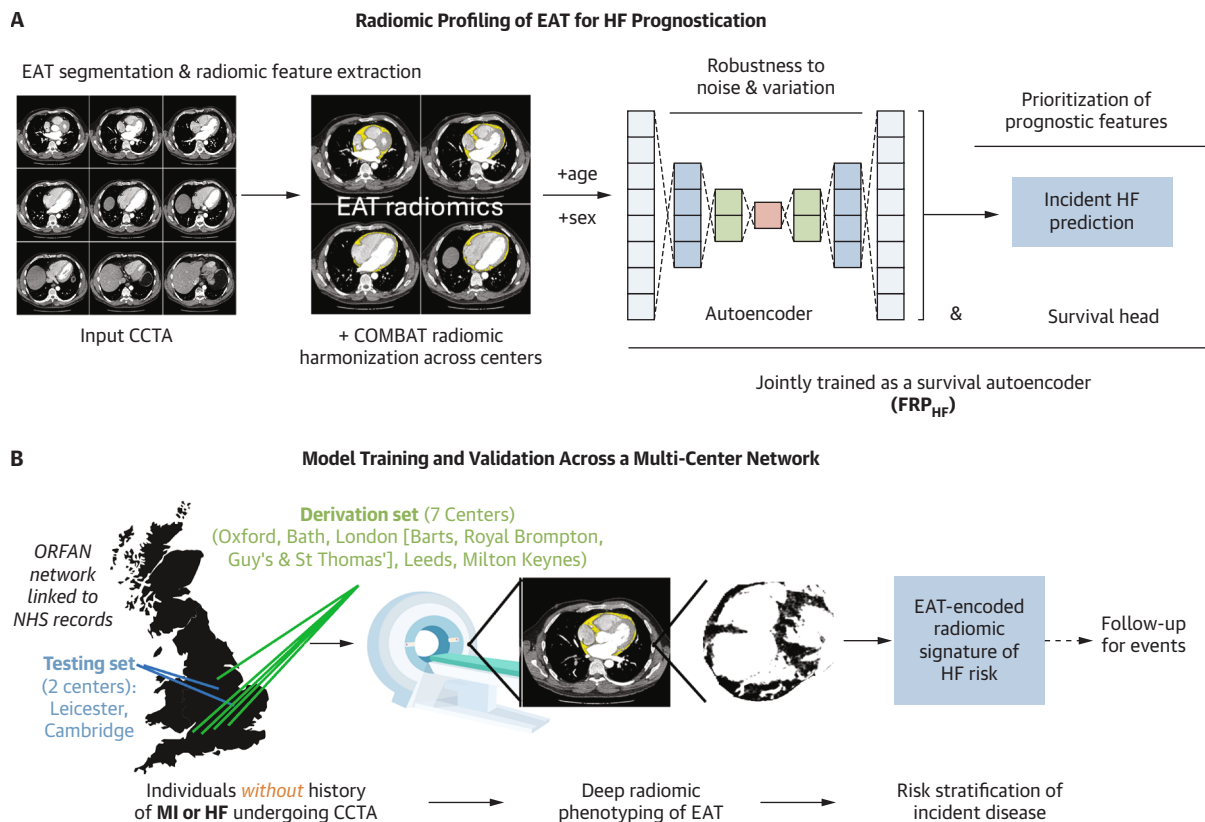 A
Radiomic Profiling of EAT for HF Prognostication
EAT segmentation & radiomic feature extraction
Input CCTA
EAT radiomics
+ COMBAT radiomic
harmonization across centers
+age
+sex
Robustness to
noise & variation
Autoencoder
&
Prioritization of
prognostic features
Incident HF
prediction
Survival head
Jointly trained as a survival autoencoder
(FRPHF)
B
Model Training and Validation Across a Multi-Center Network
ORFAN
network
linked to
NHS records
Testing set
(2 centers):
Leicester,
Cambridge
Derivation set (7 Centers)
(Oxford, Bath, London [Barts, Royal Brompton,
Guy's & St Thomas'], Leeds, Milton Keynes)
EAT-encoded
radiomic
signature of
HF risk
Follow-up
for events
Individuals without history
of MI or HF undergoing CCTA
Deep radiomic
phenotyping of EAT
Risk stratification of
incident disease